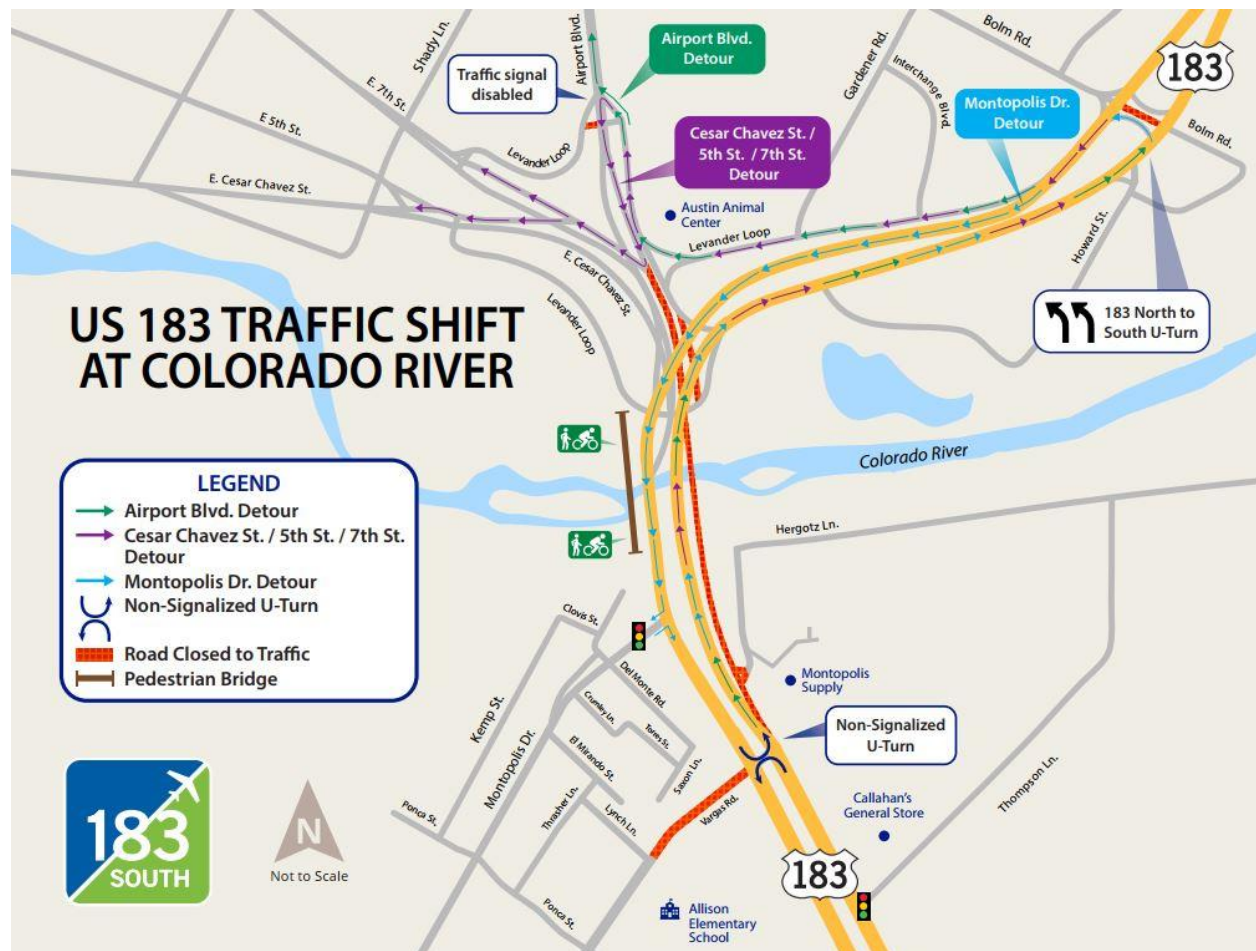 Shady Ln.
Airport Blvd.
Airport Blvd.
Detour
Bolm Rd.
183
Traffic signal
disabled
Gardener Rd.
Interchange Blvd.
E. 7th St.
E 5th St.
Montopolis Dr.
Detour
Bolm Rd.
Levander Loop
Cesar Chavez St. /
5th St. / 7th St.
Detour
E. Cesar Chavez St.
Austin Animal
Center
Levander Loop
Howard St.
E. Cesar Chavez St.
Levander Loop
183 North to
South U-Turn
US 183 TRAFFIC SHIFT
AT COLORADO RIVER
Colorado River
LEGEND
Airport Blvd. Detour
Cesar Chavez St. / 5th St. / 7th St.
Detour
Montopolis Dr. Detour
Non-Signalized U-Turn
Road Closed to Traffic
Pedestrian Bridge
Hergotz Ln.
Clovis St.
Del Monte Rd.
Montopolis
Supply
Kemp St.
Crumley Ln.
Torres St.
Montopolis Dr.
El Mirando St.
Saxon Ln.
Non-Signalized
U-Turn
Thompson Ln.
Thrasher Ln.
Lynch Ln.
Vargas Rd.
Callahan's
General Store
Ponca St.
183
SOUTH
N
Not to Scale
183
Ponca St.
Allison
Elementary
School